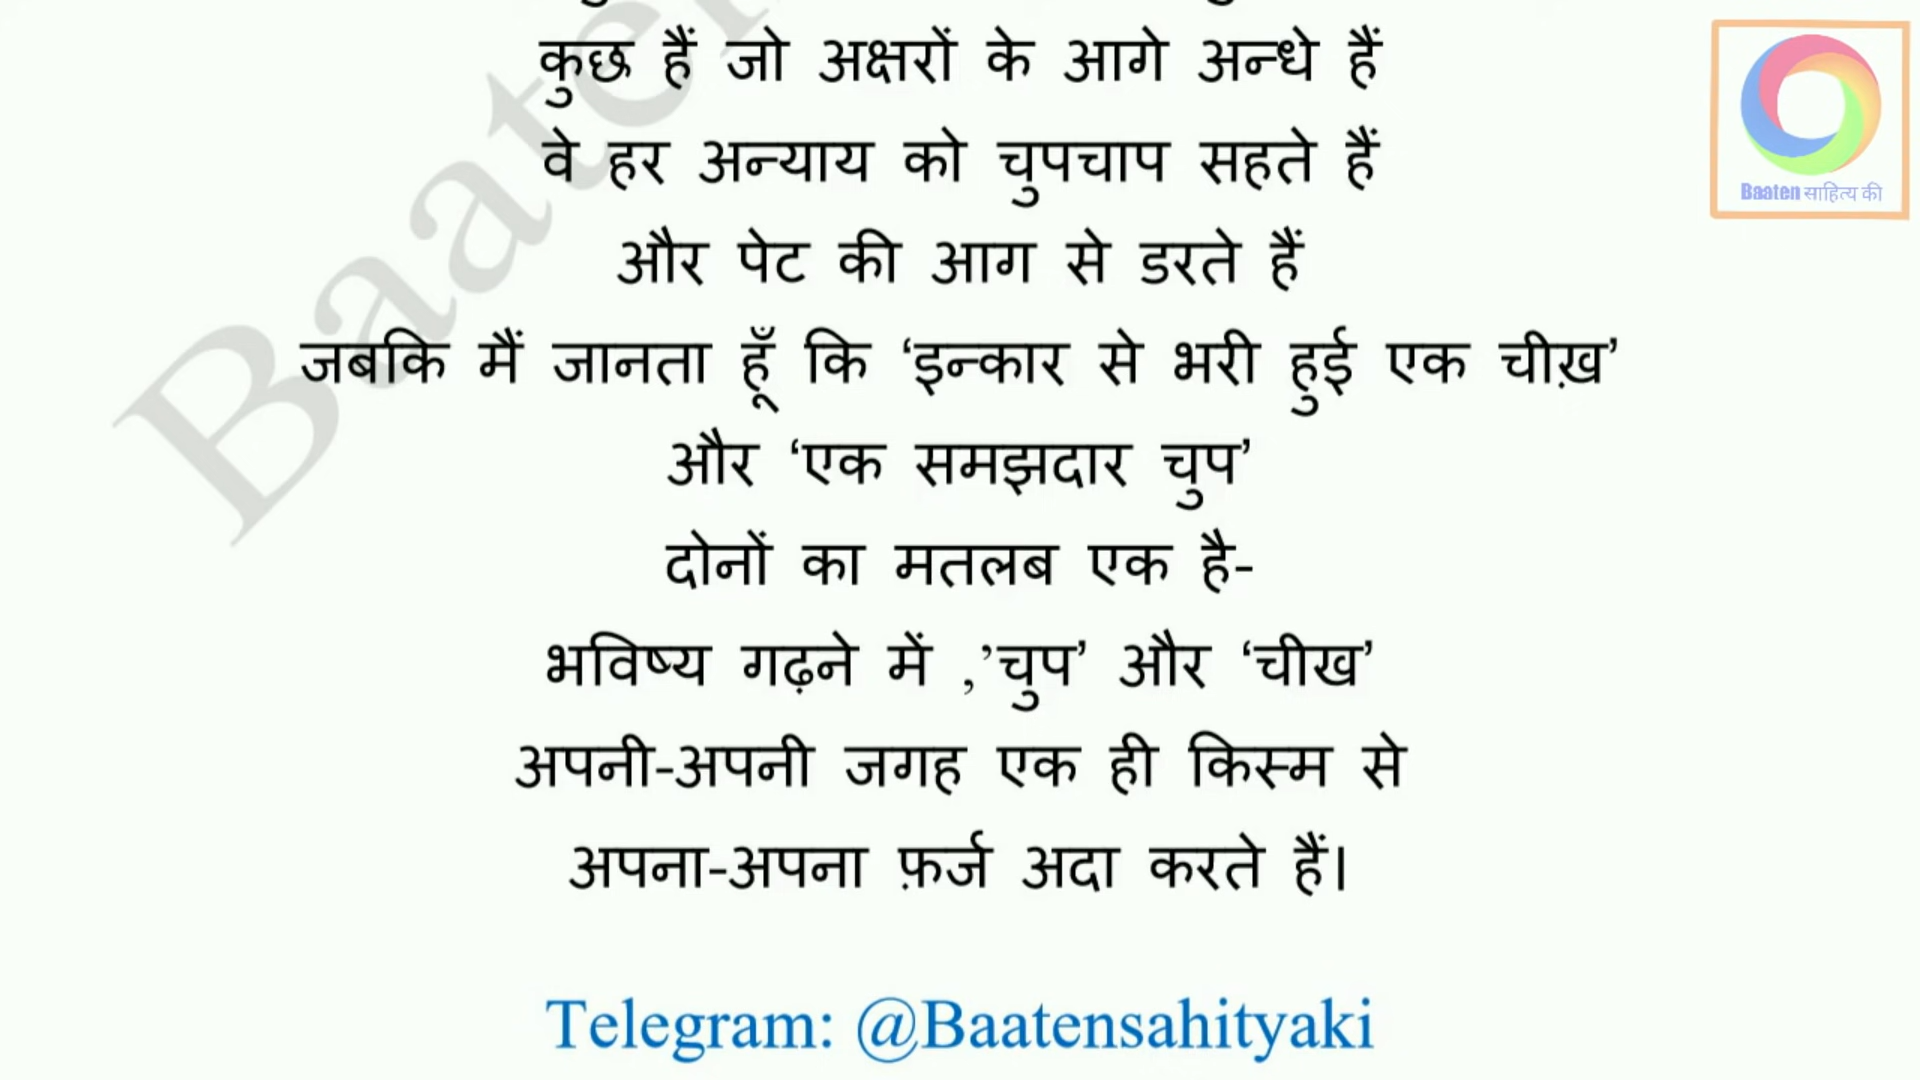 कुछ हैं जो अक्षरों के आगे अन्धे हैं
वे हर अन्याय को चुपचाप सहते हैं
और पेट की आग से डरते हैं
जबकि मैं जानता हूँ कि ‘इन्कार से भरी हुई एक चीख़’
और ‘एक समझदार चुप’
दोनों का मतलब एक है-
भविष्य गढ़ने में ,’चुप’ और ‘चीख’
अपनी-अपनी जगह एक ही किस्म से
अपना-अपना फ़र्ज अदा करते हैं।
Telegram: @Baatensahityaki
Baaten साहित्य की
Baaten